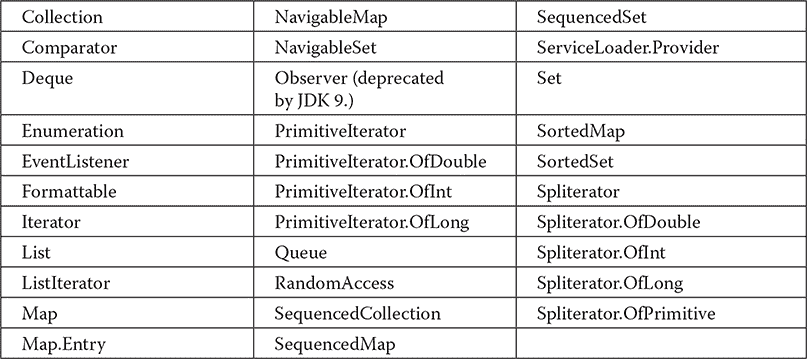 Collection NavigableMap SequencedSet
Comparator NavigableSet ServiceLoader.Provider
Deque Observer (deprecated Set
by JDK 9.)
Enumeration PrimitiveIterator SortedMap
EventListener PrimitiveIterator.OfDouble SortedSet
Formattable PrimitiveIterator.OfInt Spliterator
Iterator PrimitiveIterator.OfLong Spliterator.OfDouble
List Queue Spliterator.OfInt
ListIterator RandomAccess Spliterator.OfLong
Map SequencedCollection Spliterator.OfPrimitive
Map.Entry SequencedMap